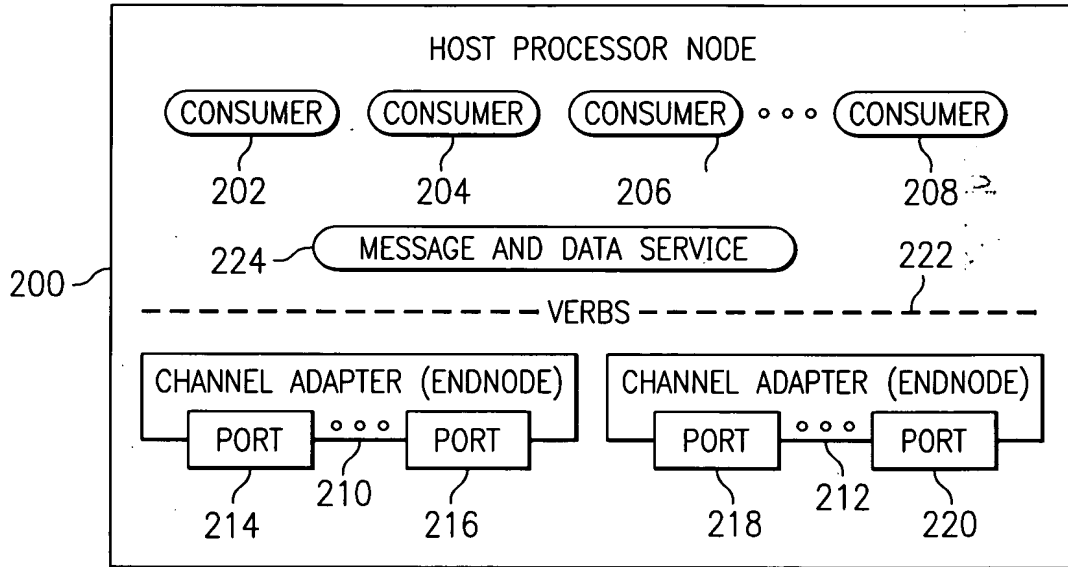 HOST PROCESSOR NODE
CONSUMER CONSUMER CONSUMER CONSUMER
202 204 206 208
224 MESSAGE AND DATA SERVICE
222
200
VERBS
CHANNEL ADAPTER (ENDNODE) CHANNEL ADAPTER (ENDNODE)
PORT PORT PORT PORT
210 212
214 216 218 220